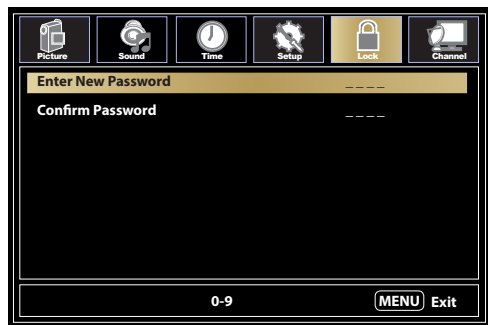 Picture Sound Time Setup Lock Channel
Enter New Password _ _ _ _
Confirm Password _ _ _ _
0-9 MENU Exit